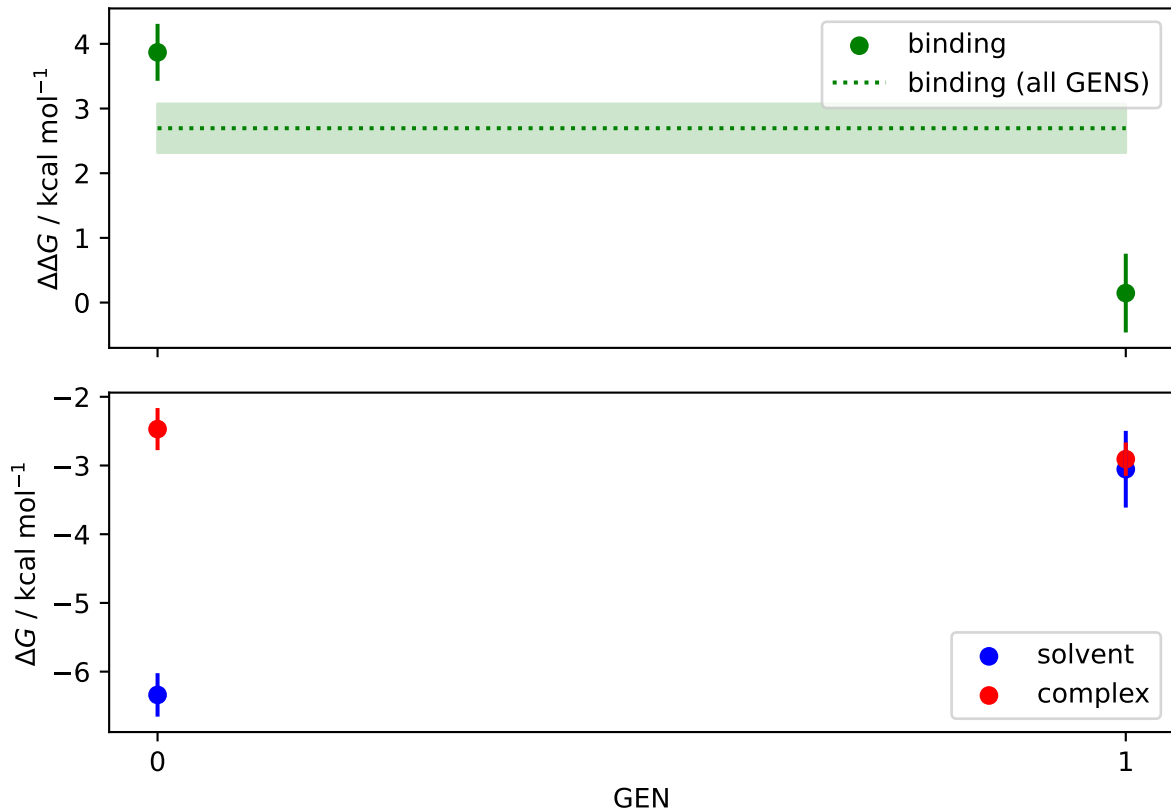 binding
binding (all GENS)
4
3
2
1
0
ΔΔG / kcal mol⁻¹
−2
−3
−4
−5
−6
ΔG / kcal mol⁻¹
solvent
complex
0
1
GEN